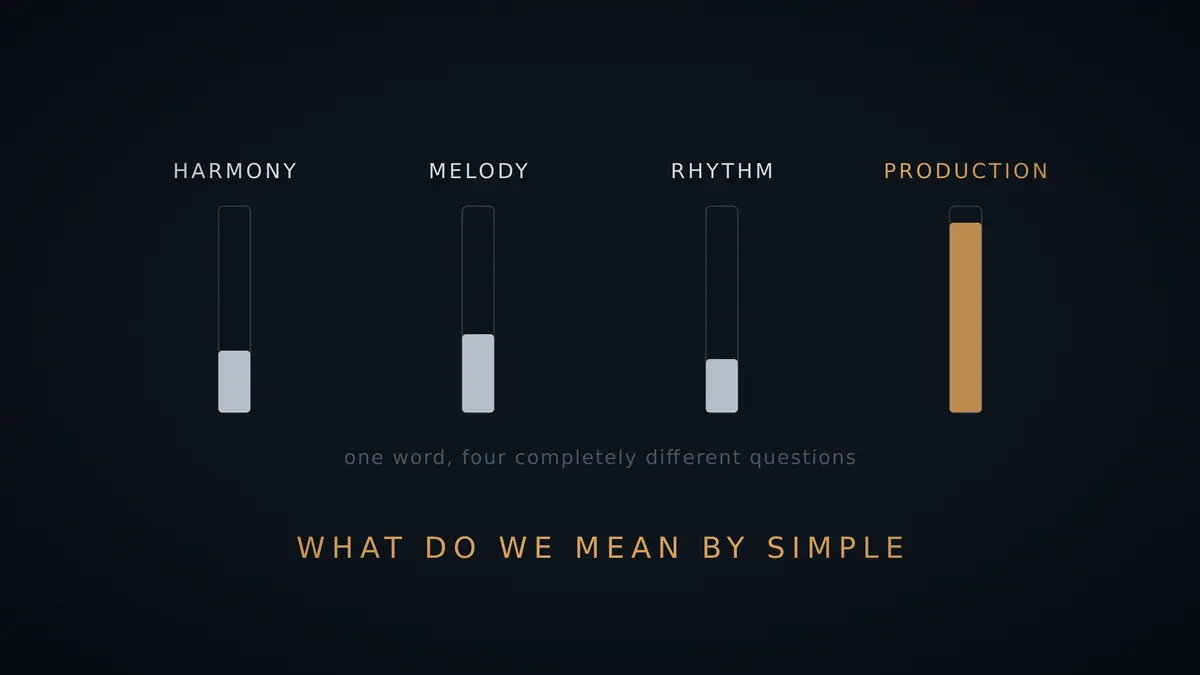 HARMONY
MELODY
RHYTHM
PRODUCTION
one word, four completely different questions
WHAT DO WE MEAN BY SIMPLE